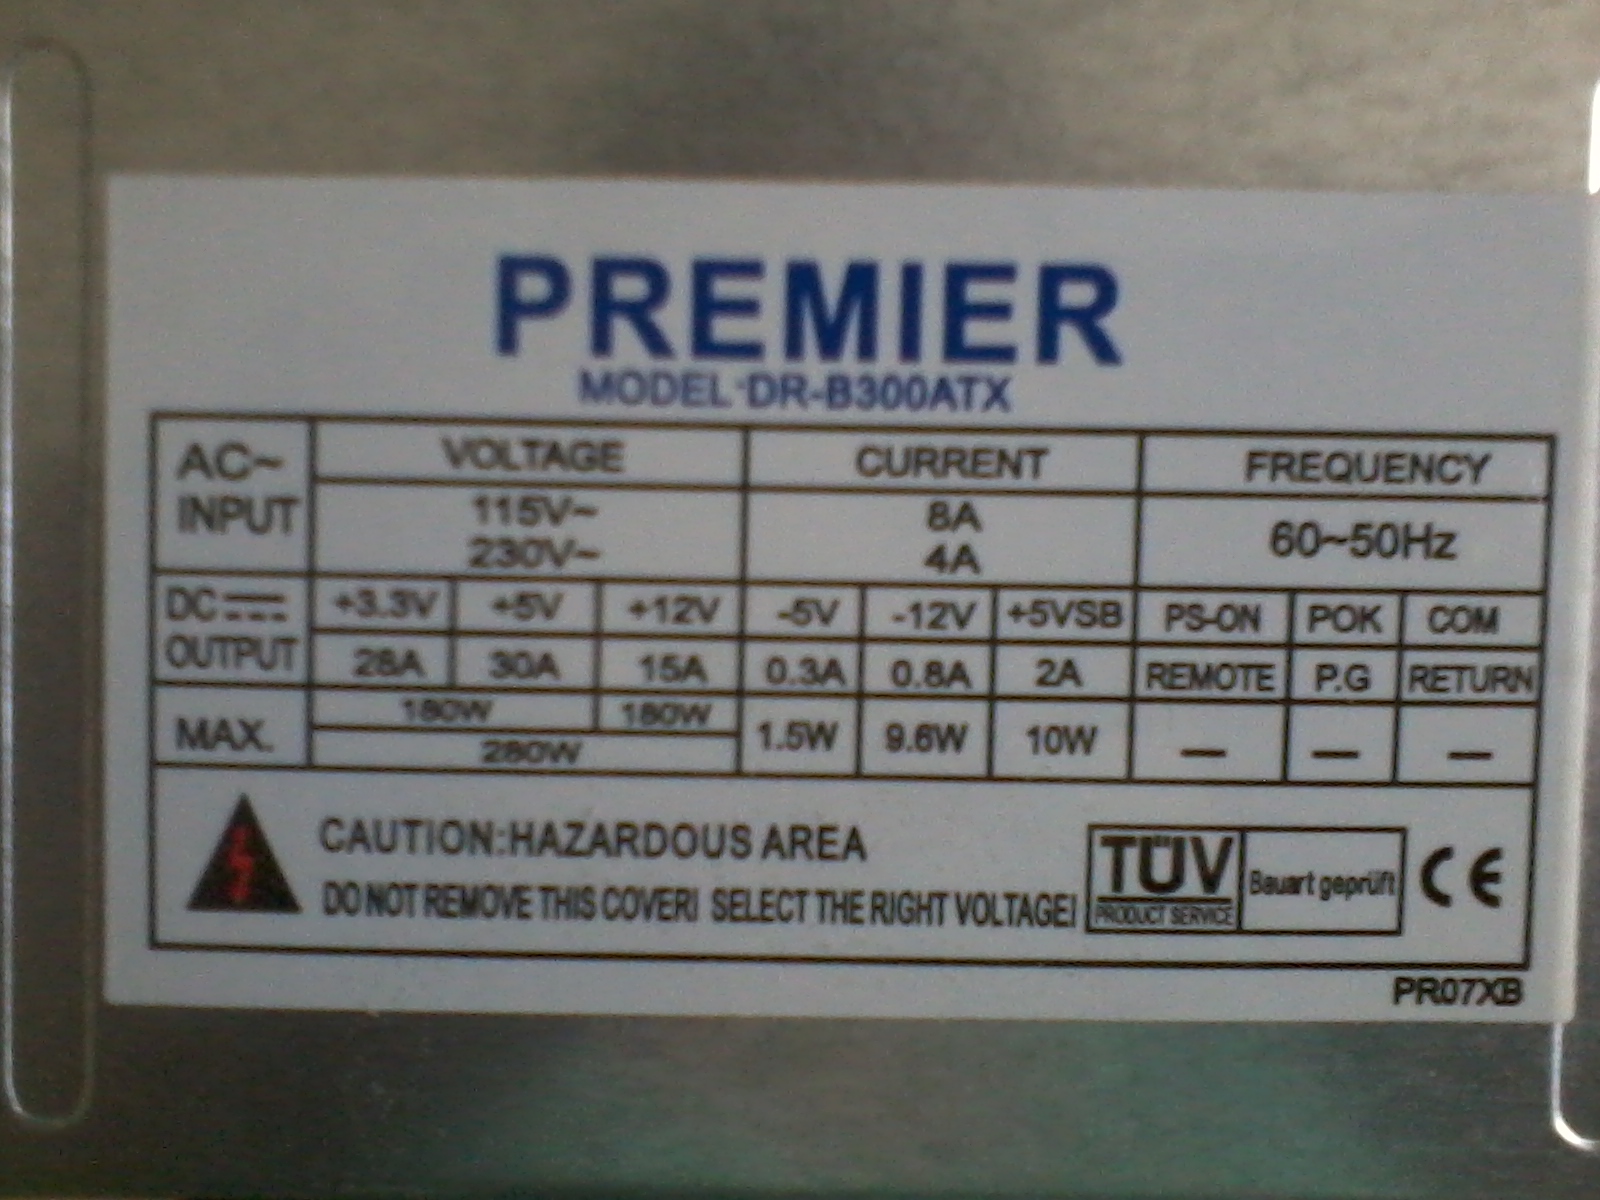 PREMIER
MODEL:DR-B300ATX
AC~ INPUT VOLTAGE CURRENT FREQUENCY
115V~ 8A 60~50Hz
230V~ 4A
DC OUTPUT +3.3V +5V +12V -5V -12V +5VSB PS-ON POK COM
28A 30A 15A 0.3A 0.8A 2A REMOTE P.G RETURN
MAX. 180W 180W 1.5W 9.6W 10W — — —
280W
CAUTION:HAZARDOUS AREA
DO NOT REMOVE THIS COVER! SELECT THE RIGHT VOLTAGE!
TÜV PRODUCT SERVICE Bauart geprüft CE
PR07XB